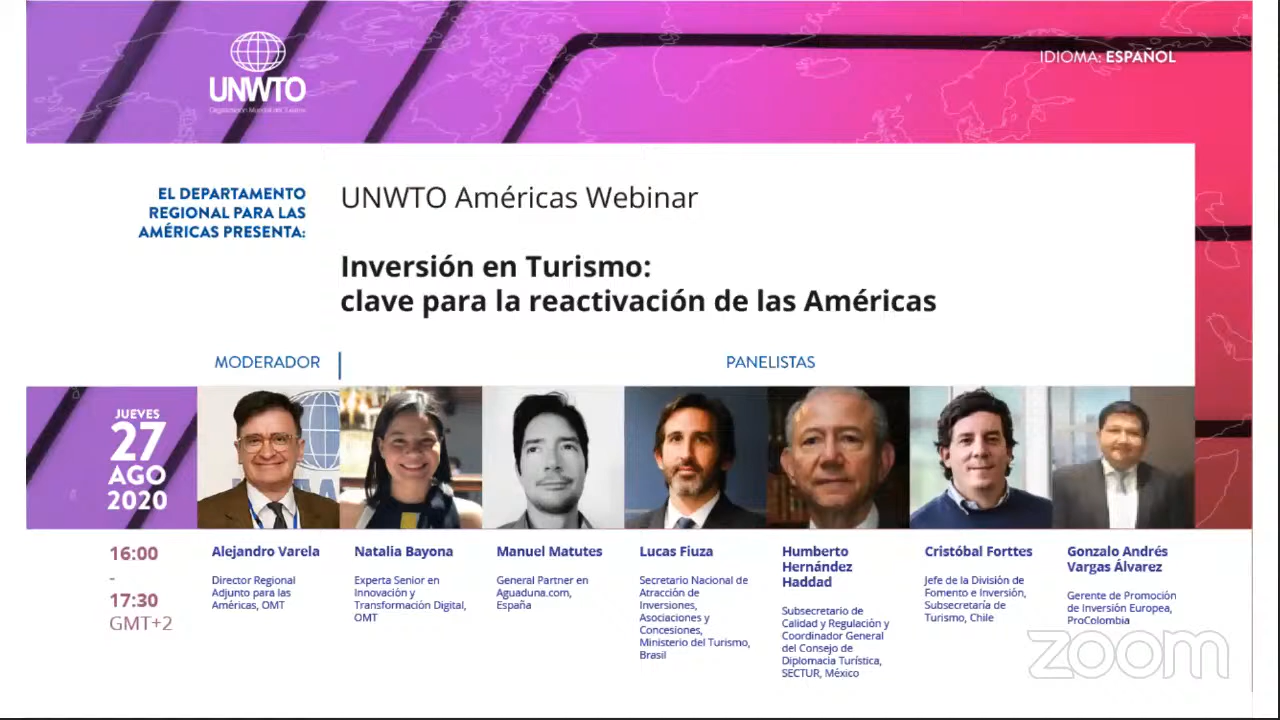 UNWTO
Organización Mundial del Turismo
IDIOMA: ESPAÑOL
EL DEPARTAMENTO
REGIONAL PARA LAS
AMÉRICAS PRESENTA:
UNWTO Américas Webinar
Inversión en Turismo:
clave para la reactivación de las Américas
MODERADOR
PANELISTAS
JUEVES
27
AGO
2020
16:00
-
17:30
GMT+2
Alejandro Varela
Director Regional
Adjunto para las
Américas, OMT
Natalia Bayona
Experta Senior en
Innovación y
Transformación Digital,
OMT
Manuel Matutes
General Partner en
Aguaduna.com,
España
Lucas Fiuza
Secretario Nacional de
Atracción de
Inversiones,
Asociaciones y
Concesiones,
Ministerio del Turismo,
Brasil
Humberto
Hernández
Haddad
Subsecretario de
Calidad y Regulación y
Coordinador General
del Consejo de
Diplomacia Turística,
SECTUR, México
Cristóbal Forttes
Jefe de la División de
Fomento e Inversión,
Subsecretaría de
Turismo, Chile
Gonzalo Andrés
Vargas Álvarez
Gerente de Promoción
de Inversión Europea,
ProColombia
zoom